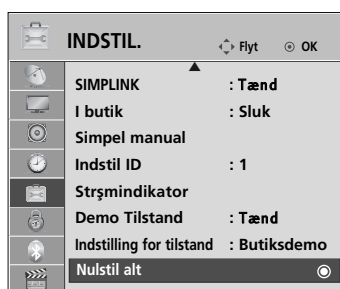 INDSTIL. Flyt OK
SIMPLINK : Tænd
I butik : Sluk
Simpel manual
Indstil ID : 1
Strşmindikator
Demo Tilstand : Tænd
Indstilling for tilstand : Butiksdemo
Nulstil alt